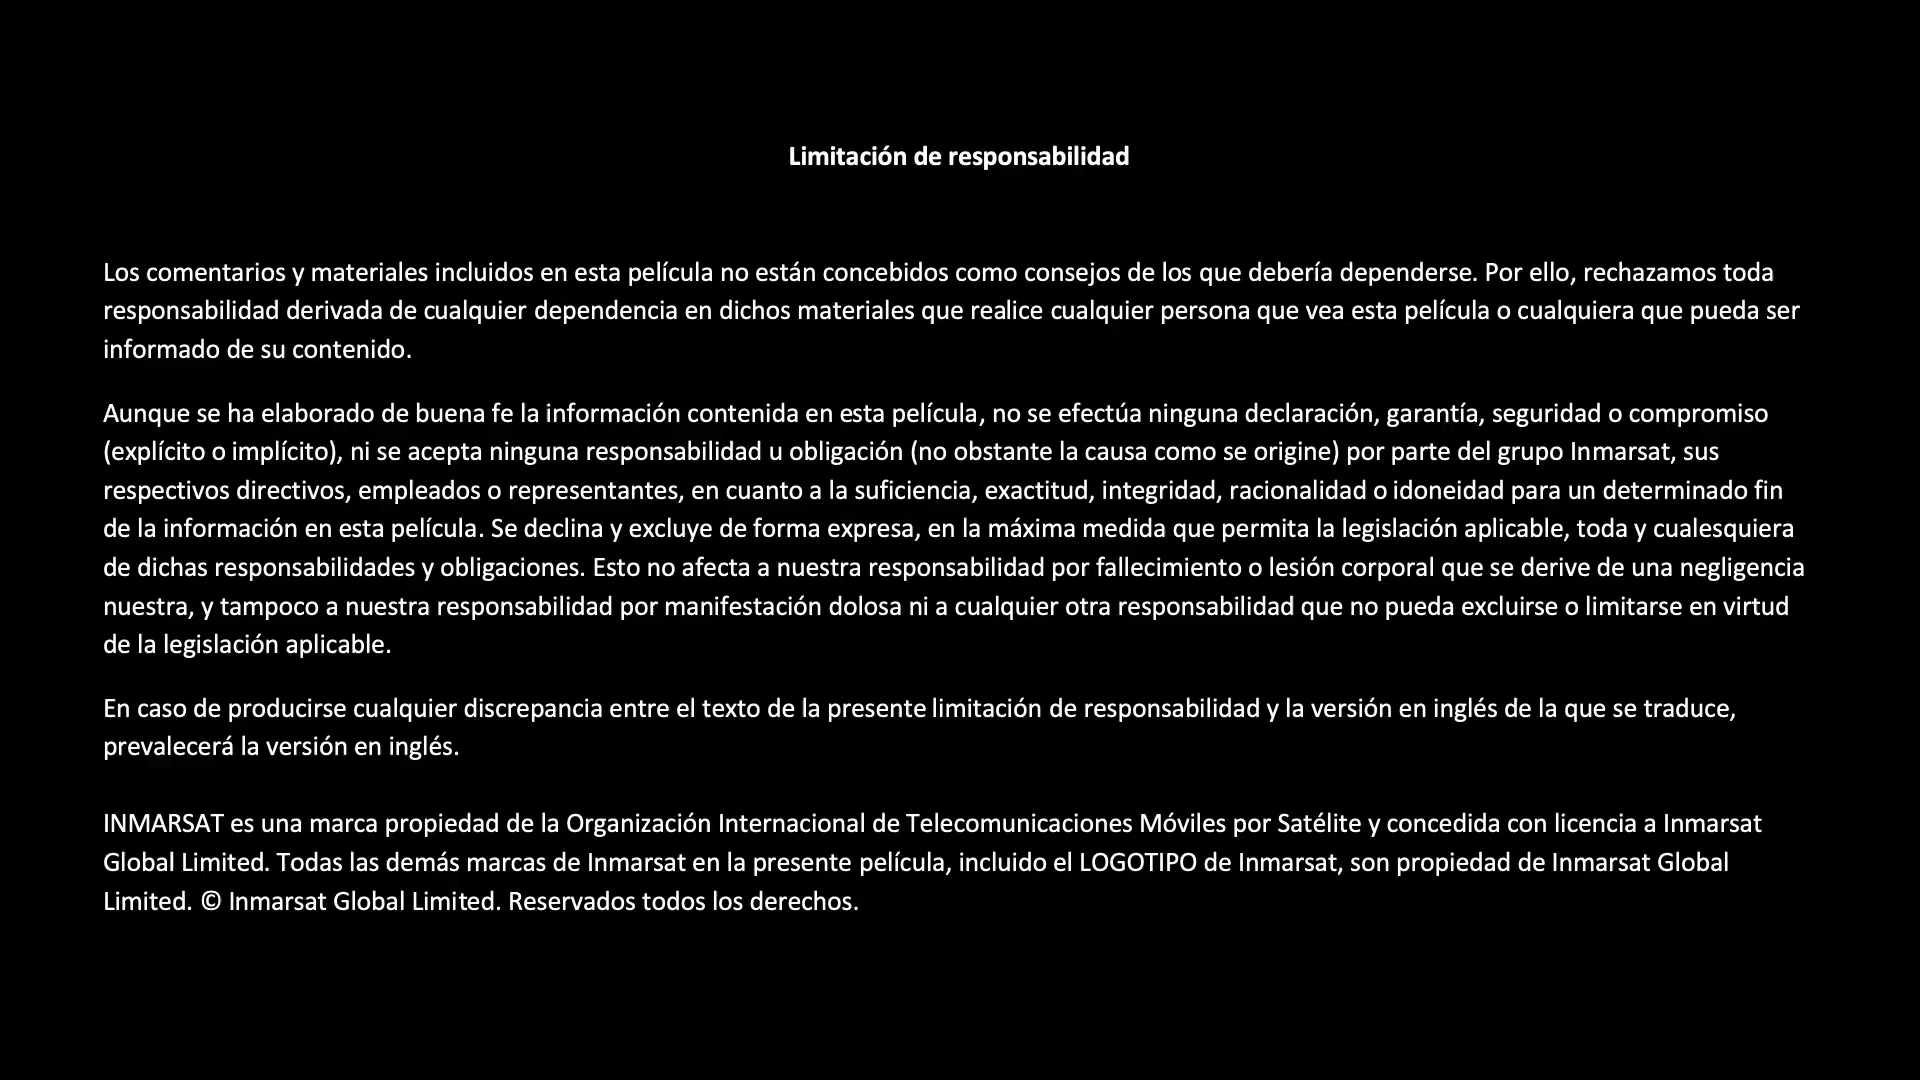 Limitación de responsabilidad
Los comentarios y materiales incluidos en esta película no están concebidos como consejos de los que debería dependerse. Por ello, rechazamos toda
responsabilidad derivada de cualquier dependencia en dichos materiales que realice cualquier persona que vea esta película o cualquiera que pueda ser
informado de su contenido.
Aunque se ha elaborado de buena fe la información contenida en esta película, no se efectúa ninguna declaración, garantía, seguridad o compromiso
(explícito o implícito), ni se acepta ninguna responsabilidad u obligación (no obstante la causa como se origine) por parte del grupo Inmarsat, sus
respectivos directivos, empleados o representantes, en cuanto a la suficiencia, exactitud, integridad, racionalidad o idoneidad para un determinado fin
de la información en esta película. Se declina y excluye de forma expresa, en la máxima medida que permita la legislación aplicable, toda y cualesquiera
de dichas responsabilidades y obligaciones. Esto no afecta a nuestra responsabilidad por fallecimiento o lesión corporal que se derive de una negligencia
nuestra, y tampoco a nuestra responsabilidad por manifestación dolosa ni a cualquier otra responsabilidad que no pueda excluirse o limitarse en virtud
de la legislación aplicable.
En caso de producirse cualquier discrepancia entre el texto de la presente limitación de responsabilidad y la versión en inglés de la que se traduce,
prevalecerá la versión en inglés.
INMARSAT es una marca propiedad de la Organización Internacional de Telecomunicaciones Móviles por Satélite y concedida con licencia a Inmarsat
Global Limited. Todas las demás marcas de Inmarsat en la presente película, incluido el LOGOTIPO de Inmarsat, son propiedad de Inmarsat Global
Limited. © Inmarsat Global Limited. Reservados todos los derechos.